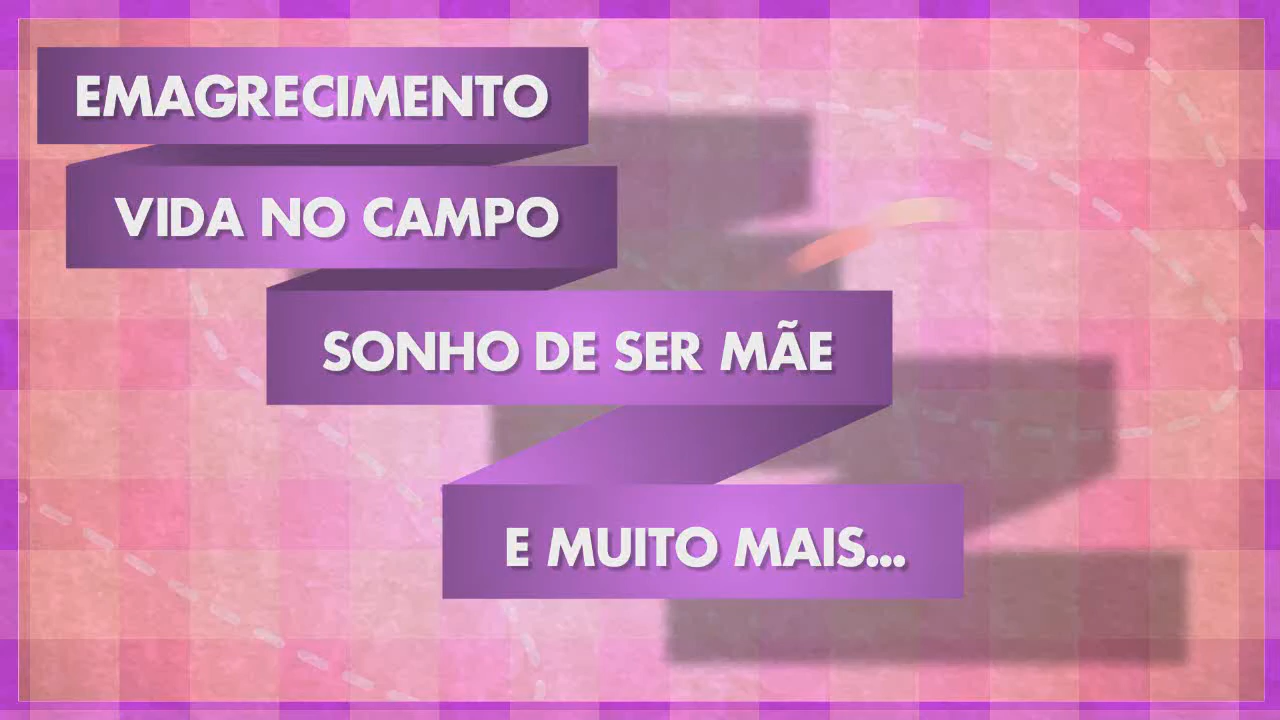 EMAGRECIMENTO
VIDA NO CAMPO
SONHO DE SER MÃE
E MUITO MAIS...